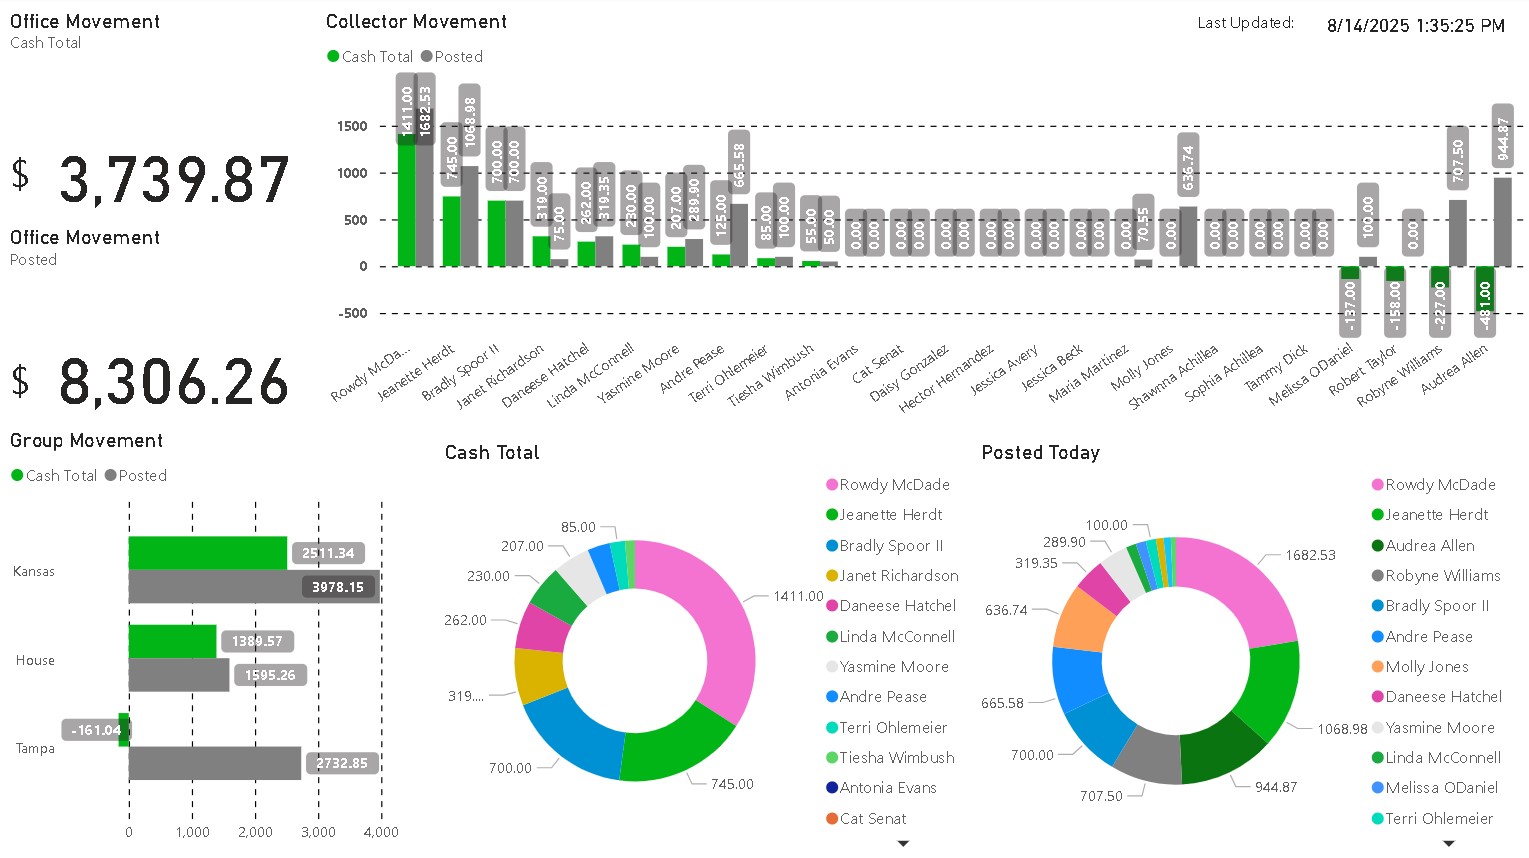 Office Movement
Cash Total
$ 3,739.87
Office Movement
Posted
$ 8,306.26
Collector Movement
Last Updated: 8/14/2025 1:35:25 PM
Cash Total Posted
1500
1000
500
0
-500
1411.00 1682.53
745.00 1068.98
700.00 700.00
319.00 75.00
262.00 319.35
230.00 100.00
207.00 289.90
125.00 665.58
85.00 100.00
55.00 50.00
0.00 0.00
0.00 0.00
0.00 0.00
0.00 0.00
0.00 0.00
0.00 0.00
0.00 70.55
0.00 636.74
0.00 0.00
0.00 0.00
0.00 0.00
-137.00 100.00
-158.00 0.00
-227.00 707.50
-481.00 944.87
Rowdy McDa...
Jeanette Herdt
Bradly Spoor II
Janet Richardson
Daneese Hatchel
Linda McConnell
Yasmine Moore
Andre Pease
Terri Ohlemeier
Tiesha Wimbush
Antonia Evans
Cat Senat
Daisy Gonzalez
Hector Hernandez
Jessica Avery
Jessica Beck
Maria Martinez
Molly Jones
Shawna Achillea
Sophia Achillea
Tammy Dick
Melissa ODaniel
Robert Taylor
Robyne Williams
Audrea Allen
Group Movement
Cash Total Posted
Kansas
2511.34
3978.15
House
1389.57
1595.26
Tampa
-161.04
2732.85
0 1,000 2,000 3,000 4,000
Cash Total
85.00
207.00
230.00
262.00
319....
700.00
745.00
1411.00
Rowdy McDade
Jeanette Herdt
Bradly Spoor II
Janet Richardson
Daneese Hatchel
Linda McConnell
Yasmine Moore
Andre Pease
Terri Ohlemeier
Tiesha Wimbush
Antonia Evans
Cat Senat
Posted Today
100.00
289.90
319.35
636.74
665.58
700.00
707.50
944.87
1068.98
1682.53
Rowdy McDade
Jeanette Herdt
Audrea Allen
Robyne Williams
Bradly Spoor II
Andre Pease
Molly Jones
Daneese Hatchel
Yasmine Moore
Linda McConnell
Melissa ODaniel
Terri Ohlemeier